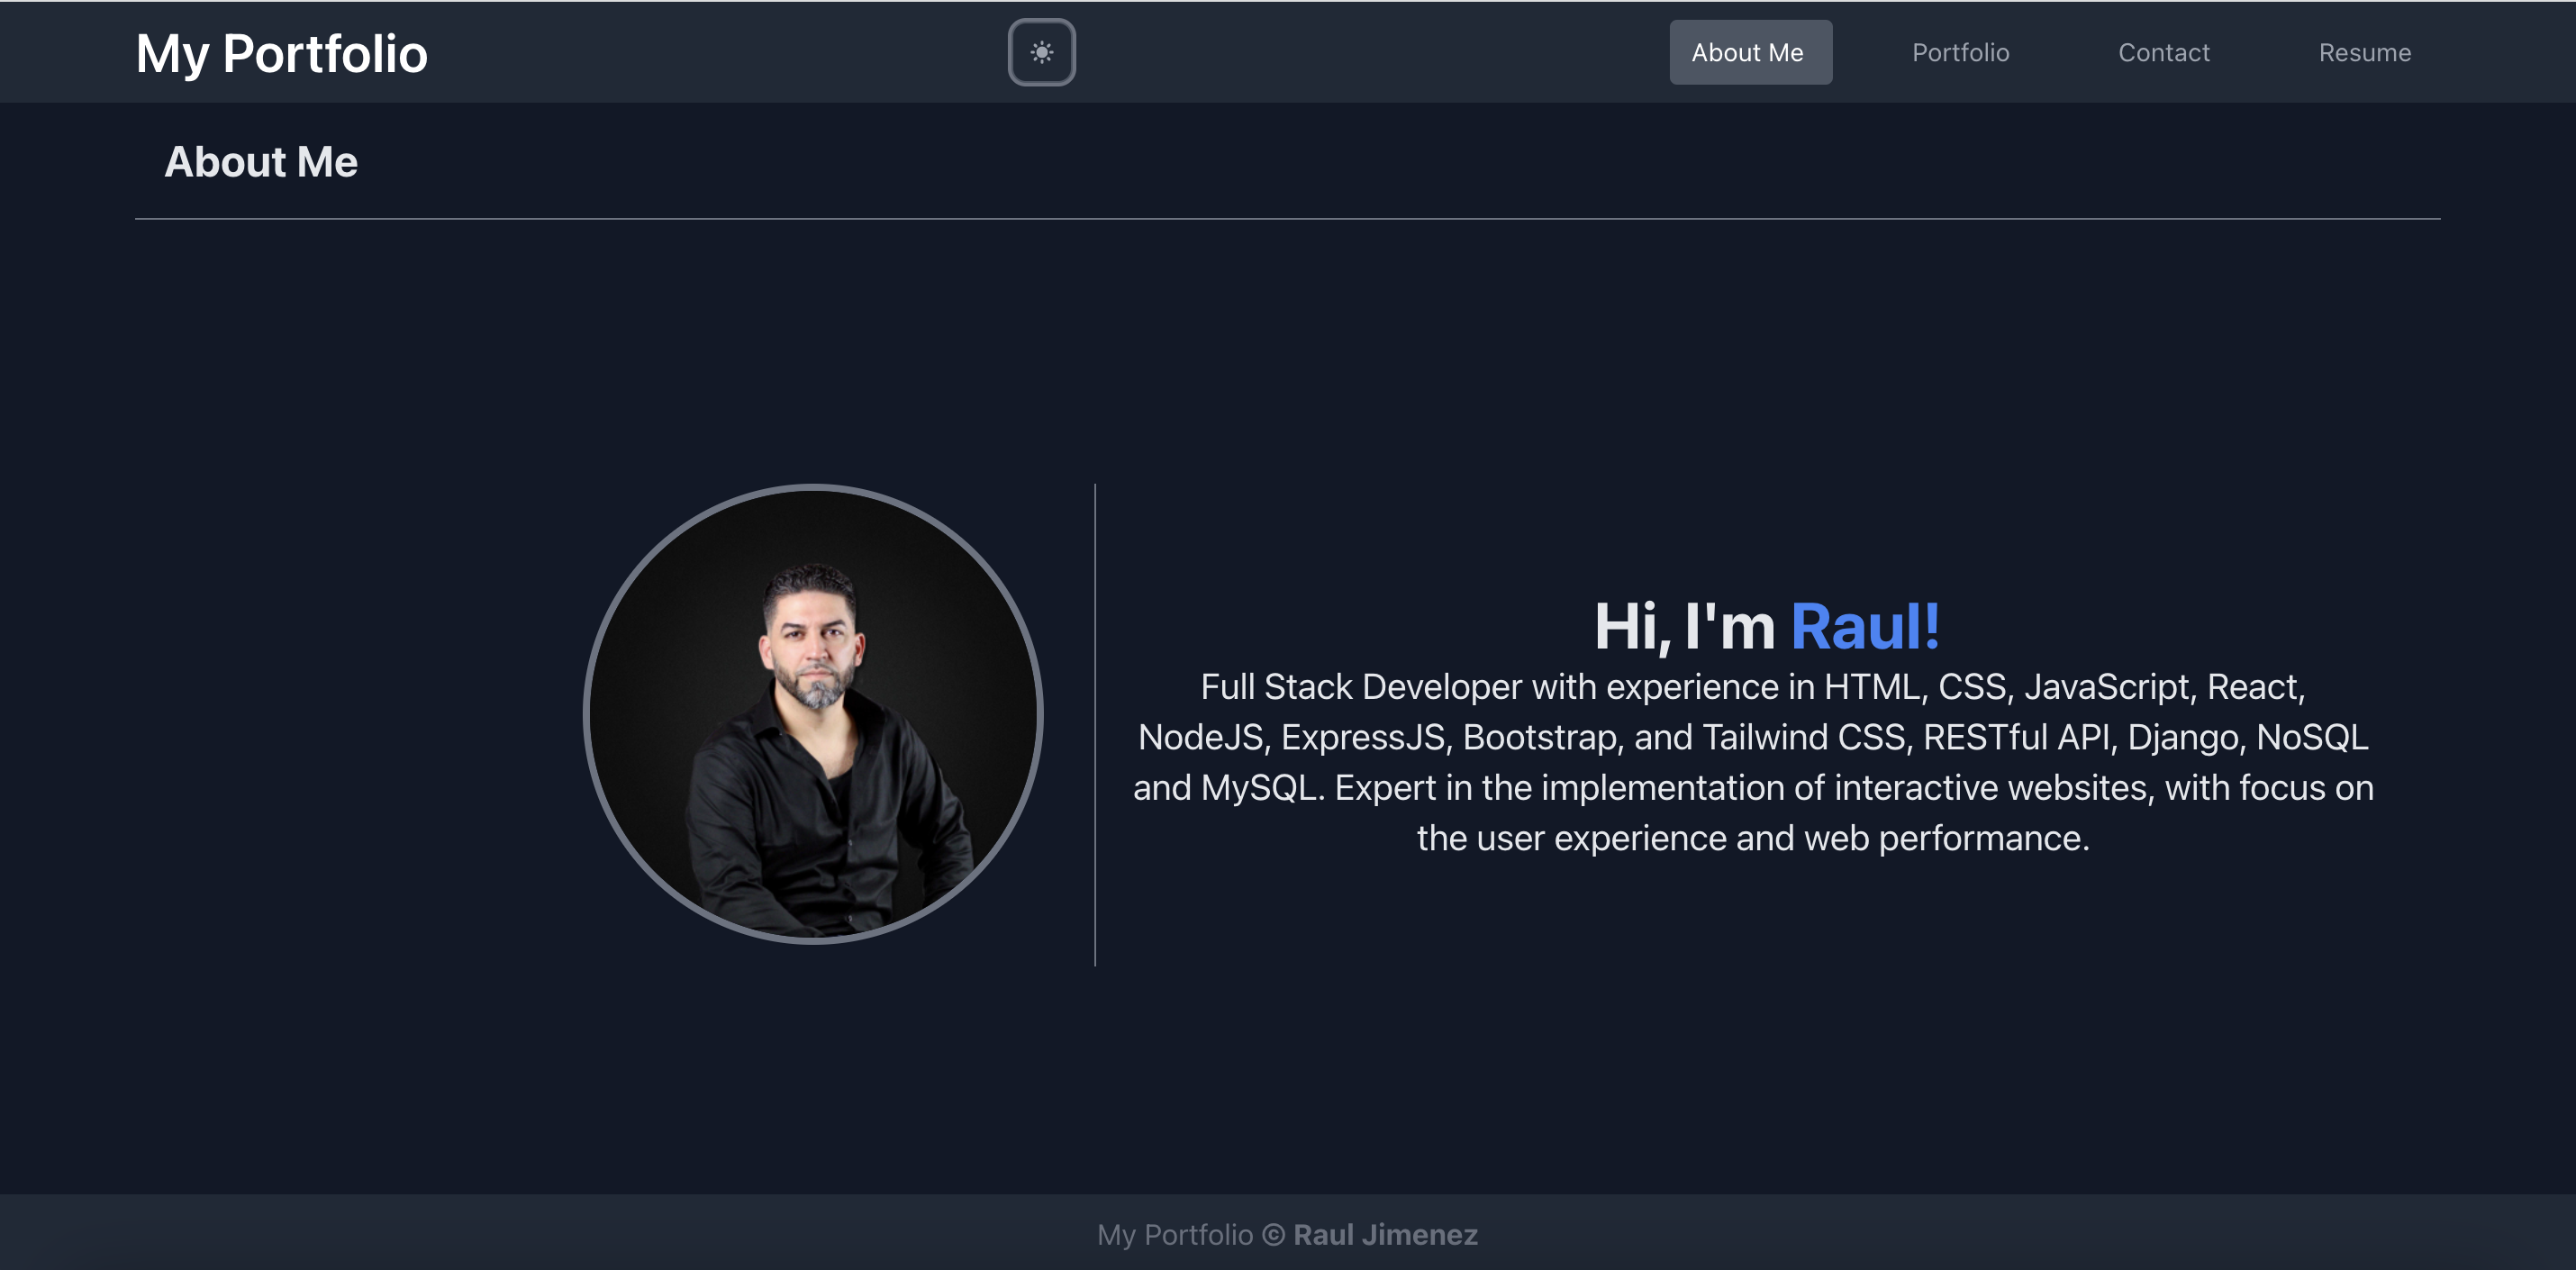 My Portfolio
About Me
Portfolio
Contact
Resume
About Me
Hi, I'm Raul!
Full Stack Developer with experience in HTML, CSS, JavaScript, React,
NodeJS, ExpressJS, Bootstrap, and Tailwind CSS, RESTful API, Django, NoSQL
and MySQL. Expert in the implementation of interactive websites, with focus on
the user experience and web performance.
My Portfolio © Raul Jimenez